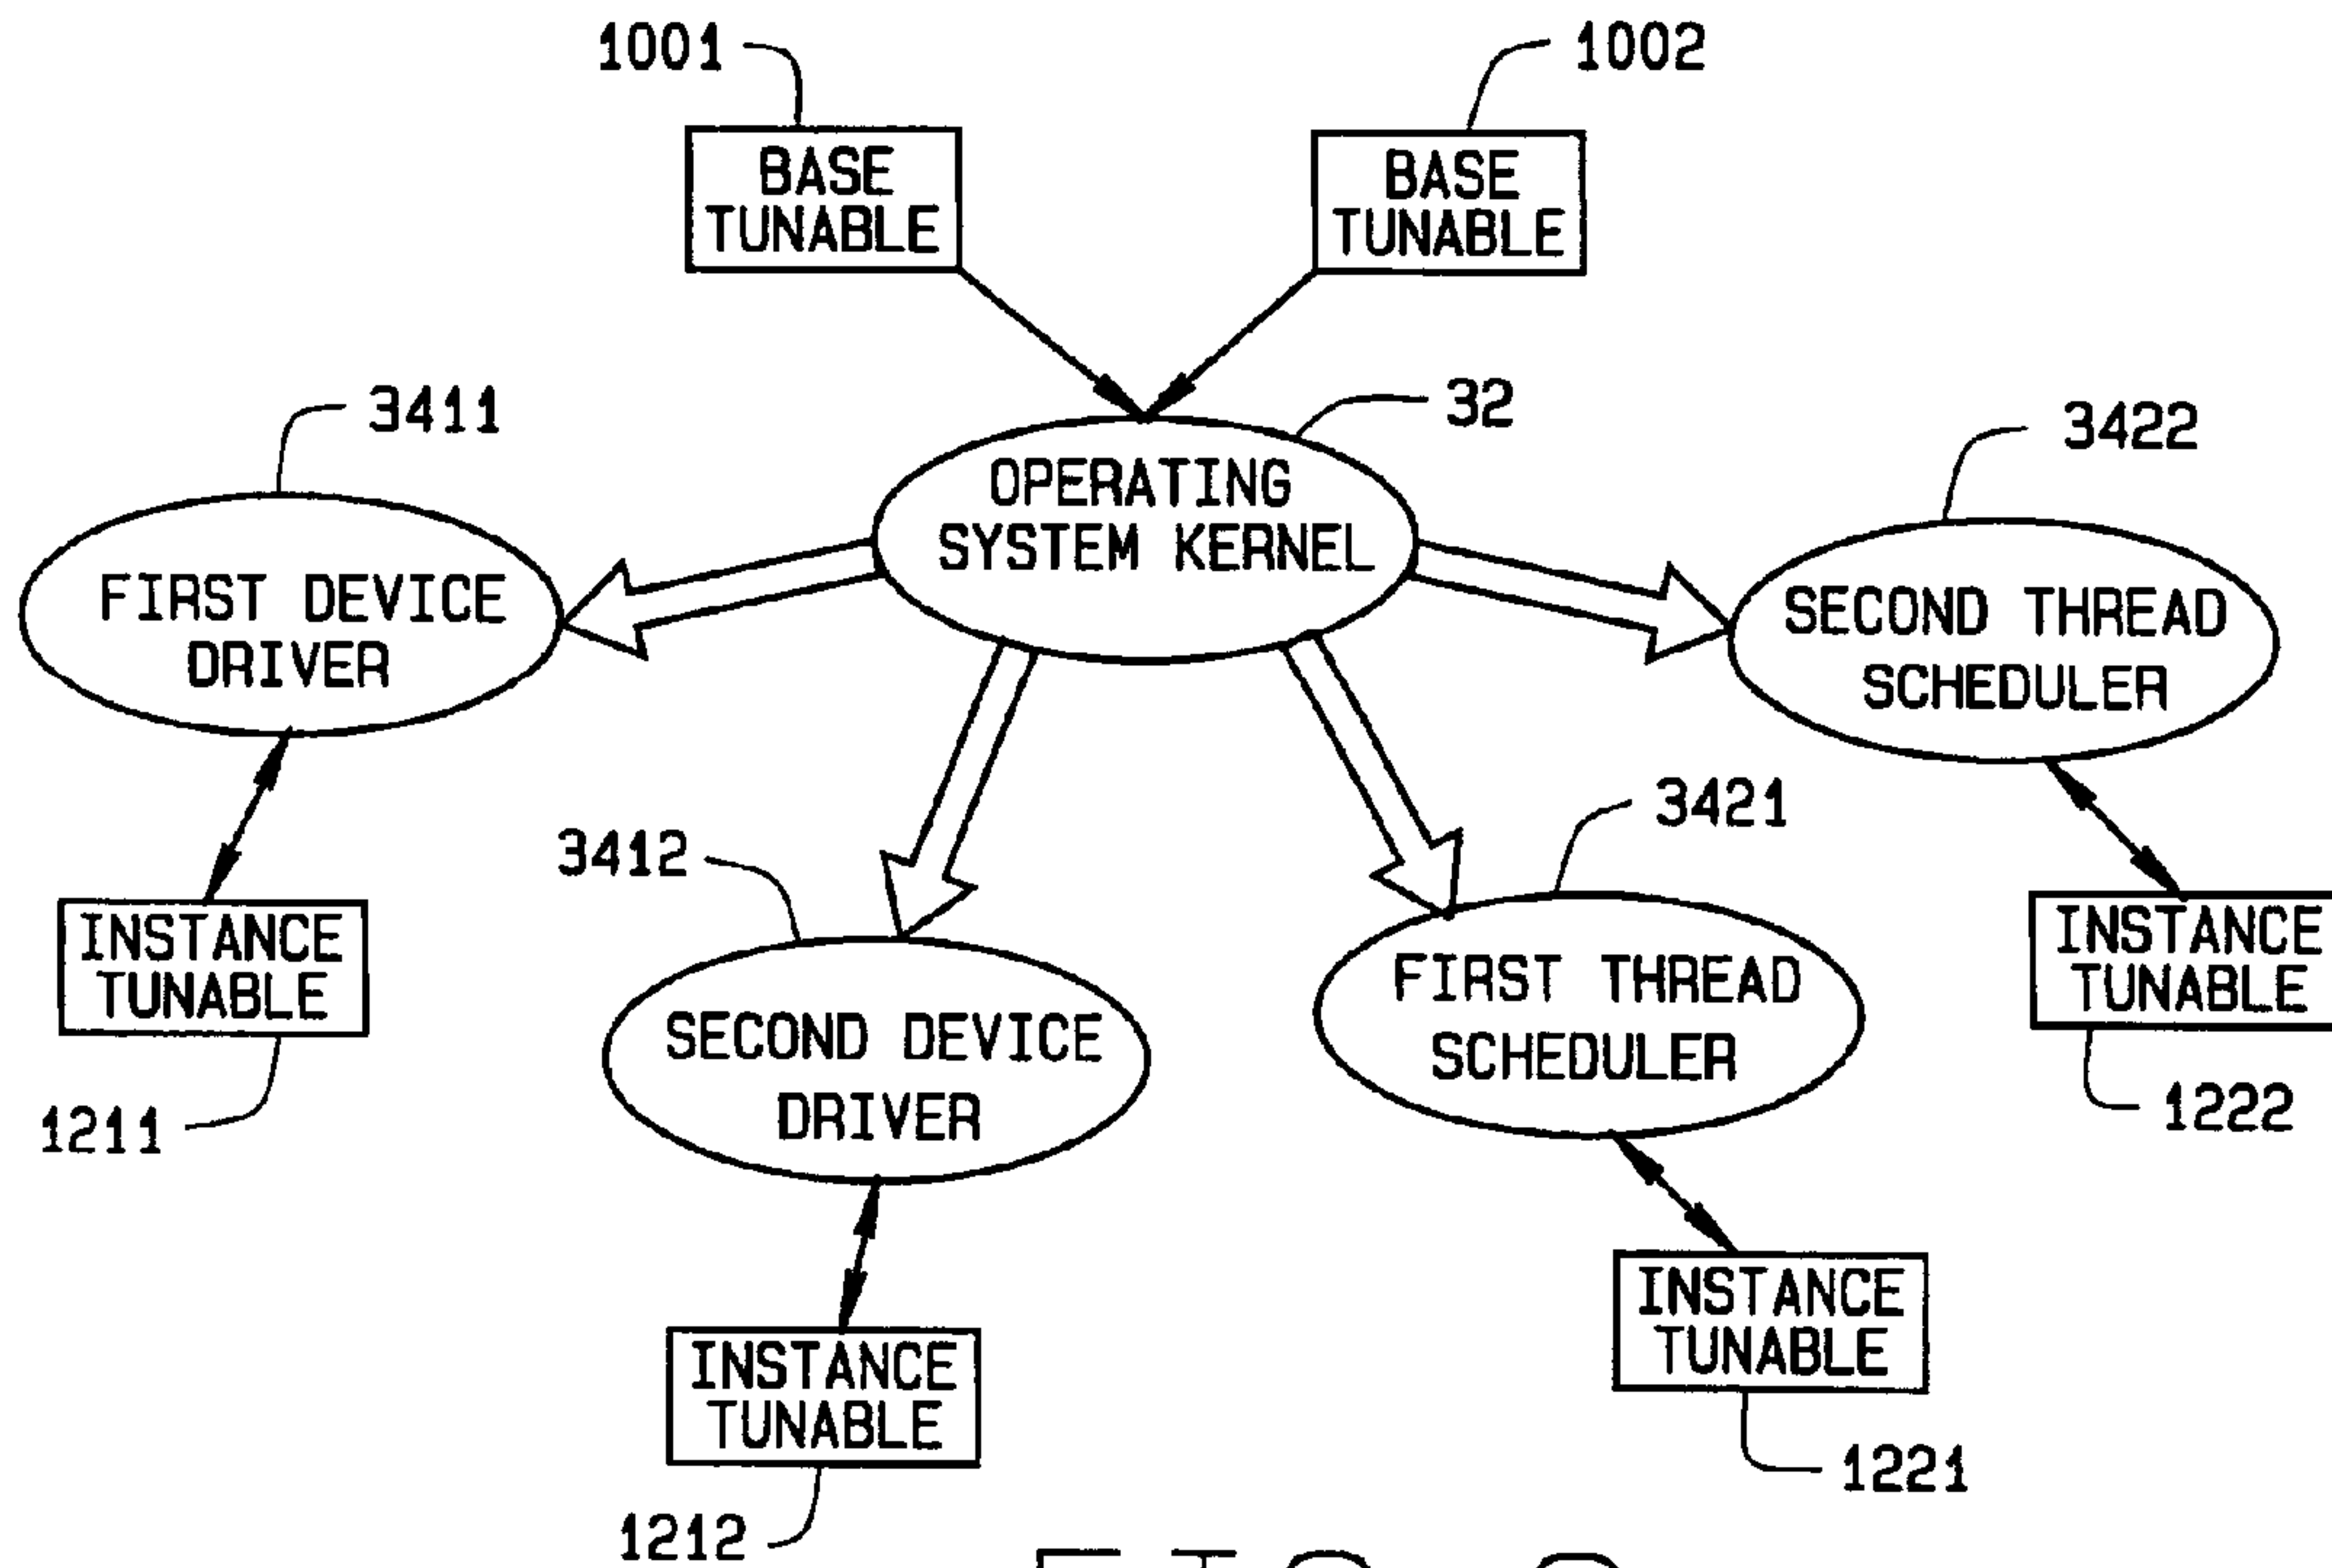 1001
1002
BASE
TUNABLE
BASE
TUNABLE
3411
32
3422
OPERATING
SYSTEM KERNEL
FIRST DEVICE
DRIVER
SECOND THREAD
SCHEDULER
3412
3421
INSTANCE
TUNABLE
INSTANCE
TUNABLE
FIRST THREAD
SCHEDULER
SECOND DEVICE
DRIVER
1211
1222
INSTANCE
TUNABLE
INSTANCE
TUNABLE
1221
1212